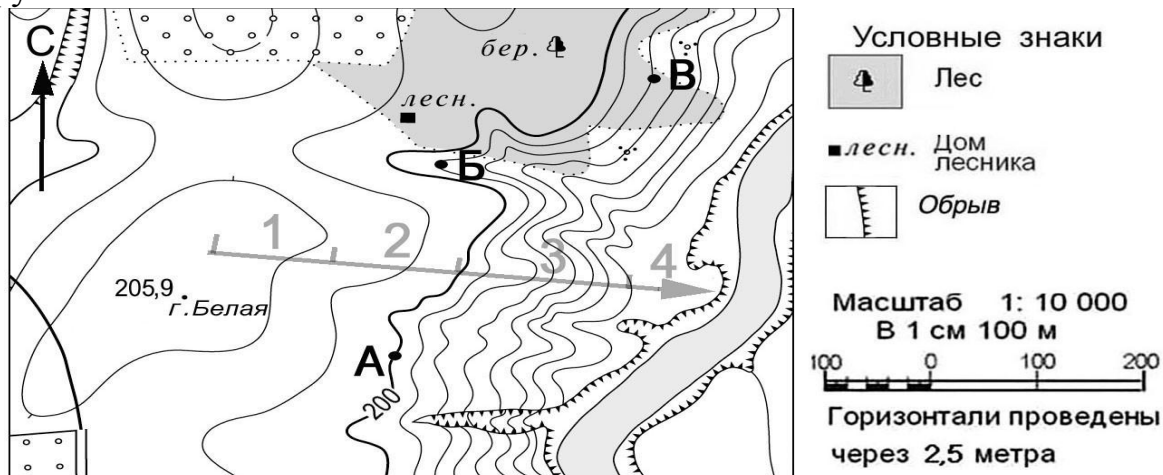 у
С
бер.
В
лесн.
Б
1
2
3
4
205,9
г. Белая
А
200
Условные знаки
Лес
лесн. Дом
лесника
Обрыв
Масштаб 1: 10 000
В 1 см 100 м
100 0 100 200
Горизонтали проведены
через 2,5 метра